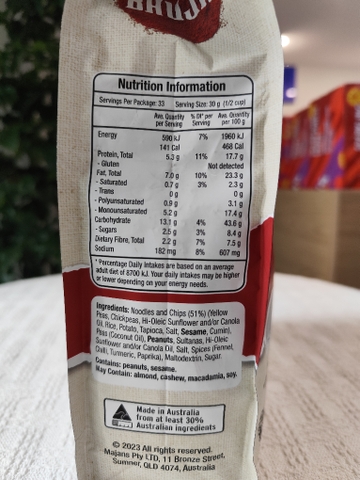 BHUJA
Nutrition Information
Servings Per Package: 33 Serving Size: 30 g (1/2 cup)
Ave. Quantity per Serving % DI* per Serving Ave. Quantity per 100 g
Energy 590 kJ 7% 1960 kJ
141 Cal 468 Cal
Protein, Total 5.3 g 11% 17.7 g
- Gluten Not detected
Fat, Total 7.0 g 10% 23.3 g
- Saturated 0.7 g 3% 2.3 g
- Trans 0 g 0 g
- Polyunsaturated 0.9 g 3.1 g
- Monounsaturated 5.2 g 17.4 g
Carbohydrate 13.1 g 4% 43.6 g
- Sugars 2.5 g 3% 8.4 g
Dietary Fibre, Total 2.2 g 7% 7.5 g
Sodium 182 mg 8% 607 mg
* Percentage Daily Intakes are based on an average
adult diet of 8700 kJ. Your daily intakes may be higher
or lower depending on your energy needs.
Ingredients: Noodles and Chips (51%) (Yellow
Peas, Chickpeas, Hi-Oleic Sunflower and/or Canola
Oil, Rice, Potato, Tapioca, Salt, Sesame, Cumin),
Peas (Coconut Oil), Peanuts, Sultanas, Hi-Oleic
Sunflower and/or Canola Oil, Salt, Spices (Fennel,
Chilli, Turmeric, Paprika), Maltodextrin, Sugar.
Contains: peanuts, sesame.
May Contain: almond, cashew, macadamia, soy.
Made in Australia
from at least 30%
Australian ingredients
© 2023 All rights reserved.
Majans Pty LTD, 11 Bronze Street,
Sumner, QLD 4074, Australia